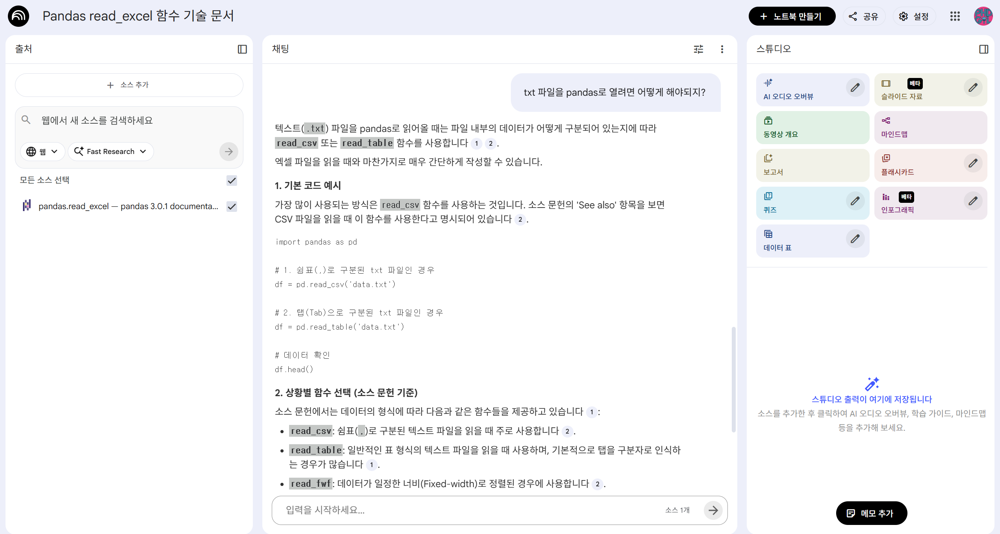 Pandas read_excel 함수 기술 문서
노트북 만들기
공유
설정
출처
소스 추가
웹에서 새 소스를 검색하세요
웹
Fast Research
모든 소스 선택
pandas.read_excel — pandas 3.0.1 documenta...
채팅
txt 파일을 pandas로 열려면 어떻게 해야되지?
텍스트(.txt) 파일을 pandas로 읽어올 때는 파일 내부의 데이터가 어떻게 구분되어 있는지에 따라
read_csv 또는 read_table 함수를 사용합니다 1 2.
엑셀 파일을 읽을 때와 마찬가지로 매우 간단하게 작성할 수 있습니다.
1. 기본 코드 예시
가장 많이 사용되는 방식은 read_csv 함수를 사용하는 것입니다. 소스 문헌의 'See also' 항목을 보면
CSV 파일을 읽을 때 이 함수를 사용한다고 명시되어 있습니다 2.
import pandas as pd
# 1. 쉼표(,)로 구분된 txt 파일인 경우
df = pd.read_csv('data.txt')
# 2. 탭(Tab)으로 구분된 txt 파일인 경우
df = pd.read_table('data.txt')
# 데이터 확인
df.head()
2. 상황별 함수 선택 (소스 문헌 기준)
소스 문헌에서는 데이터의 형식에 따라 다음과 같은 함수들을 제공하고 있습니다 1:
• read_csv: 쉼표(,)로 구분된 텍스트 파일을 읽을 때 주로 사용합니다 2.
• read_table: 일반적인 표 형식의 텍스트 파일을 읽을 때 사용하며, 기본적으로 탭을 구분자로 인식하
는 경우가 많습니다 1.
• read_fwf: 데이터가 일정한 너비(Fixed-width)로 정렬된 경우에 사용합니다 2.
입력을 시작하세요...
소스 1개
스튜디오
AI 오디오 오버뷰
베타
슬라이드 자료
동영상 개요
마인드맵
보고서
플래시카드
퀴즈
베타
인포그래픽
데이터 표
스튜디오 출력이 여기에 저장됩니다
소스를 추가한 후 클릭하여 AI 오디오 오버뷰, 학습 가이드, 마인드맵
등을 추가해 보세요.
메모 추가